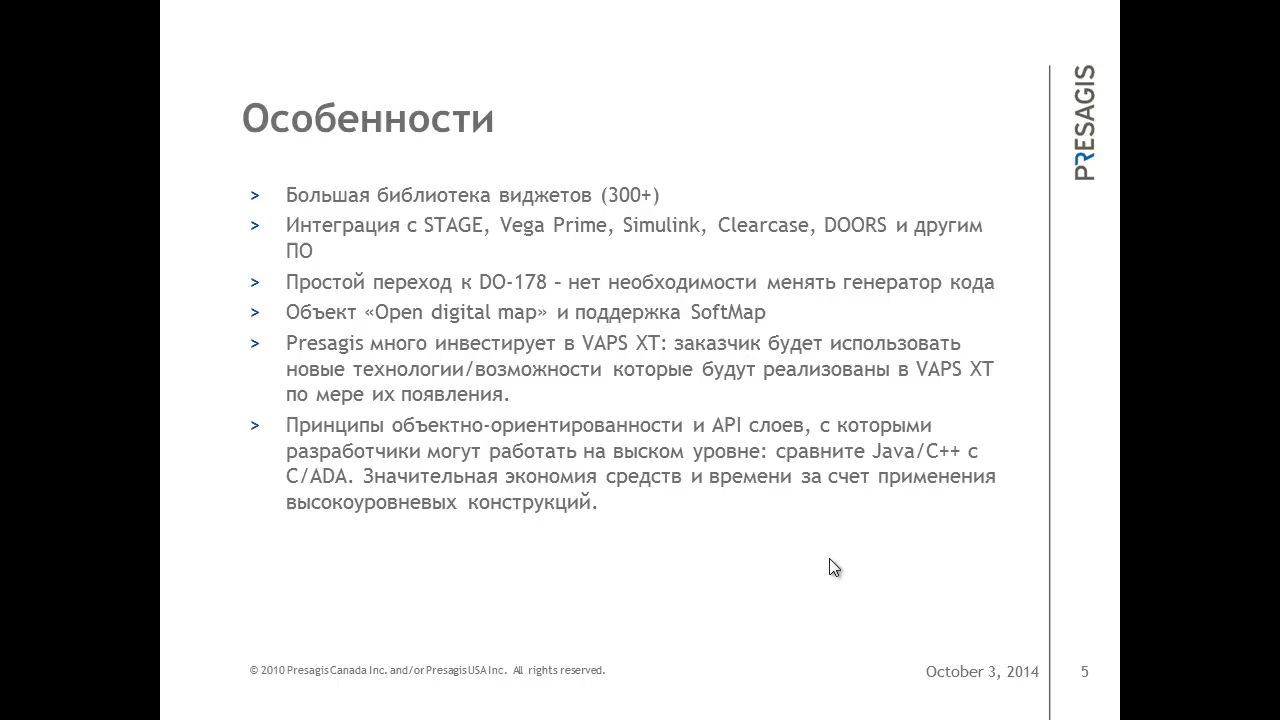 Особенности
> Большая библиотека виджетов (300+)
> Интеграция с STAGE, Vega Prime, Simulink, Clearcase, DOORS и другим
ПО
> Простой переход к DO-178 – нет необходимости менять генератор кода
> Объект «Open digital map» и поддержка SoftMap
> Presagis много инвестирует в VAPS XT: заказчик будет использовать
новые технологии/возможности которые будут реализованы в VAPS XT
по мере их появления.
> Принципы объектно-ориентированности и API слоев, с которыми
разработчики могут работать на выском уровне: сравните Java/C++ с
C/ADA. Значительная экономия средств и времени за счет применения
высокоуровневых конструкций.
PRESAGIS
© 2010 Presagis Canada Inc. and/or Presagis USA Inc. All rights reserved.
October 3, 2014
5